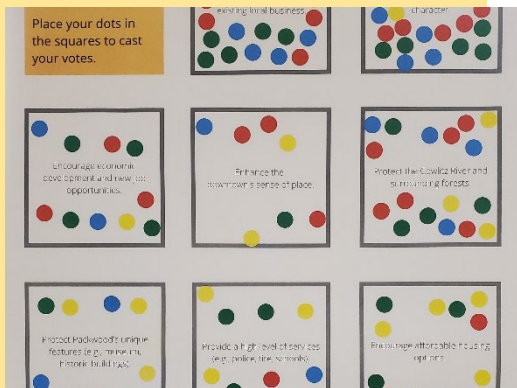 Place your dots in
the squares to cast
your votes.
existing local business.
character.
Encourage economic
development and new job
opportunities.
Enhance the
downtown's sense of place.
Protect the Cowlitz River and
surrounding forests.
Protect Packwood's unique
features (e.g., museum,
historic buildings).
Provide a high level of services
(e.g., police, fire, schools).
Encourage affordable housing
options.